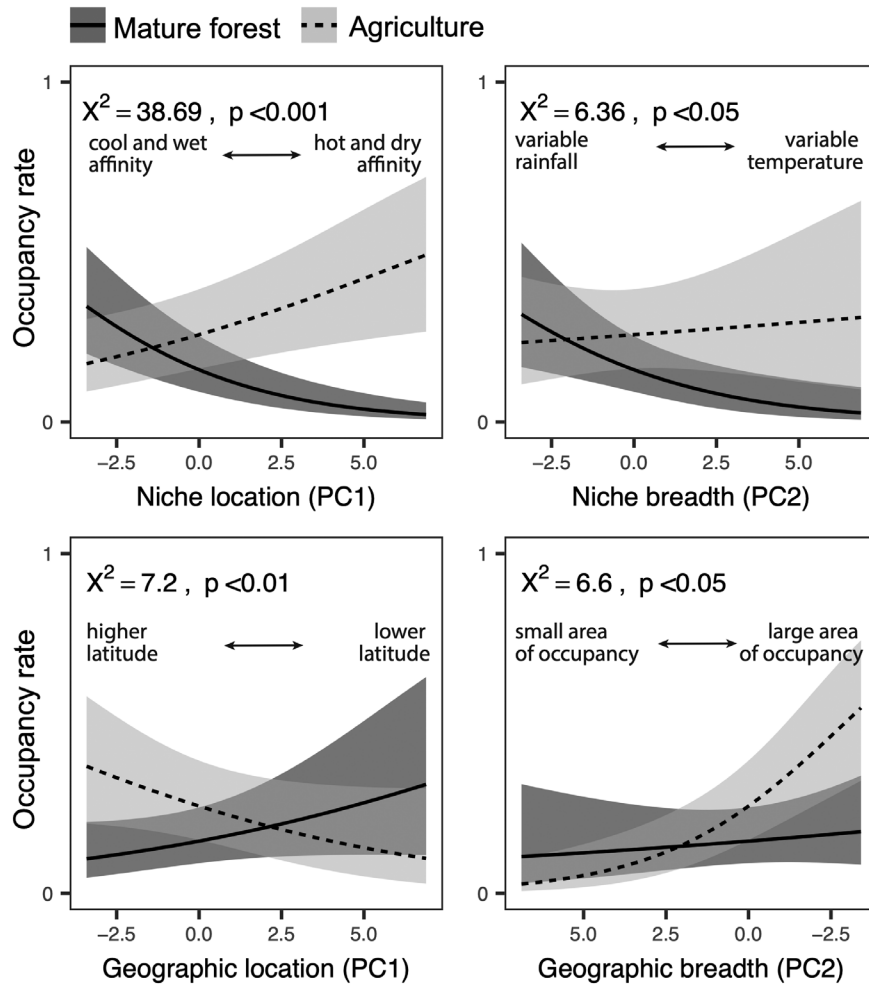 Mature forest Agriculture
Occupancy rate
1
0
X² = 38.69 , p <0.001
cool and wet
affinity
hot and dry
affinity
−2.5 0.0 2.5 5.0
Niche location (PC1)
X² = 6.36 , p <0.05
variable
rainfall
variable
temperature
−2.5 0.0 2.5 5.0
Niche breadth (PC2)
Occupancy rate
1
0
X² = 7.2 , p <0.01
higher
latitude
lower
latitude
−2.5 0.0 2.5 5.0
Geographic location (PC1)
X² = 6.6 , p <0.05
small area
of occupancy
large area
of occupancy
5.0 2.5 0.0 −2.5
Geographic breadth (PC2)